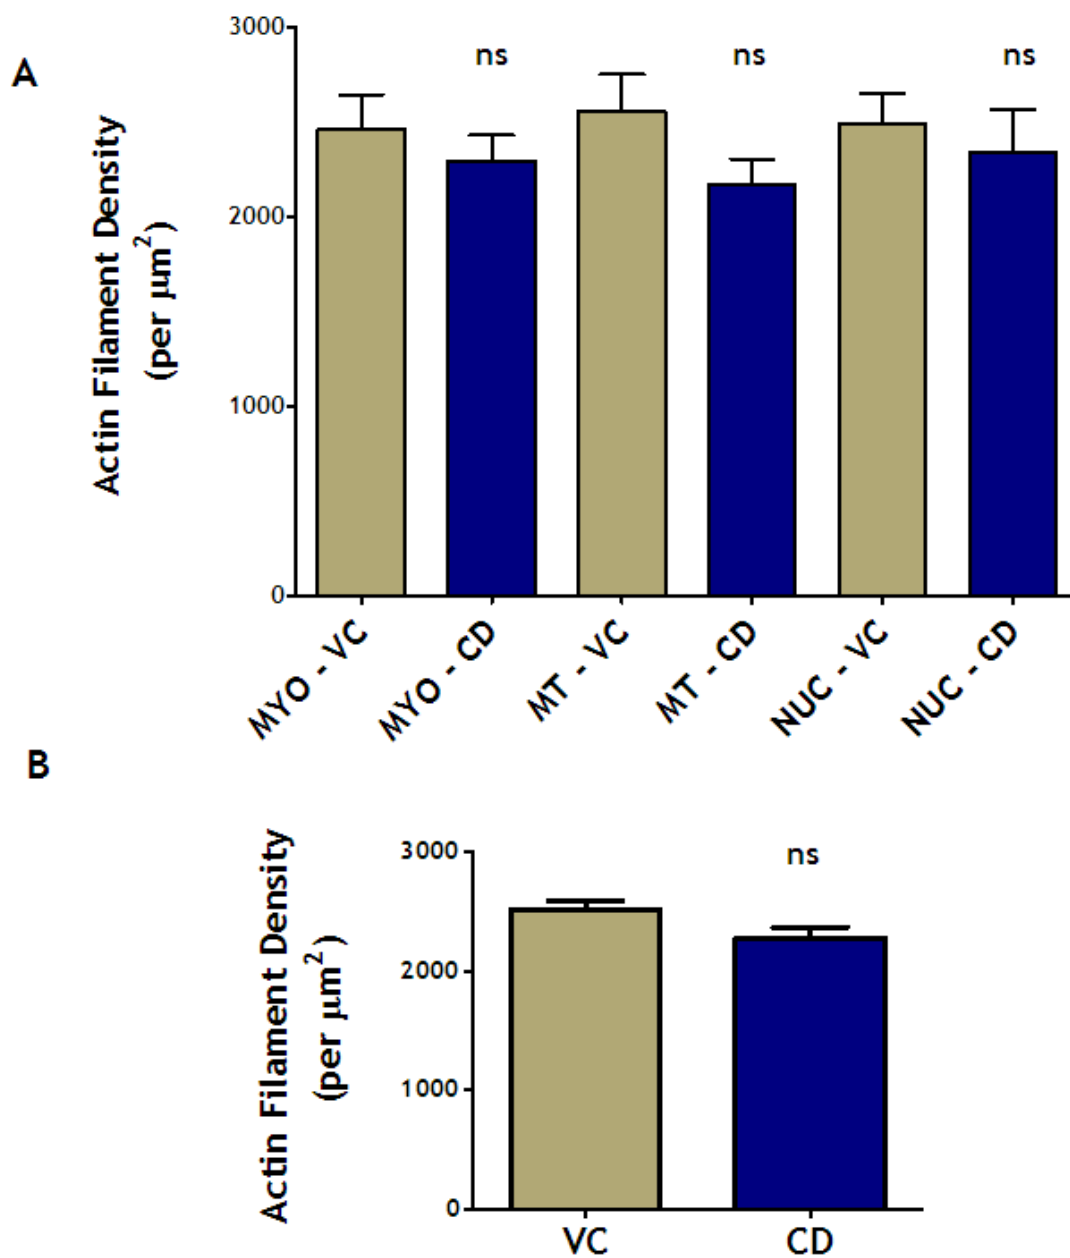 A
Actin Filament Density
(per μm²)
3000
2000
1000
0
ns
ns
ns
MYO - VC
MYO - CD
MT - VC
MT - CD
NUC - VC
NUC - CD
B
Actin Filament Density
(per μm²)
3000
2000
1000
0
ns
VC
CD